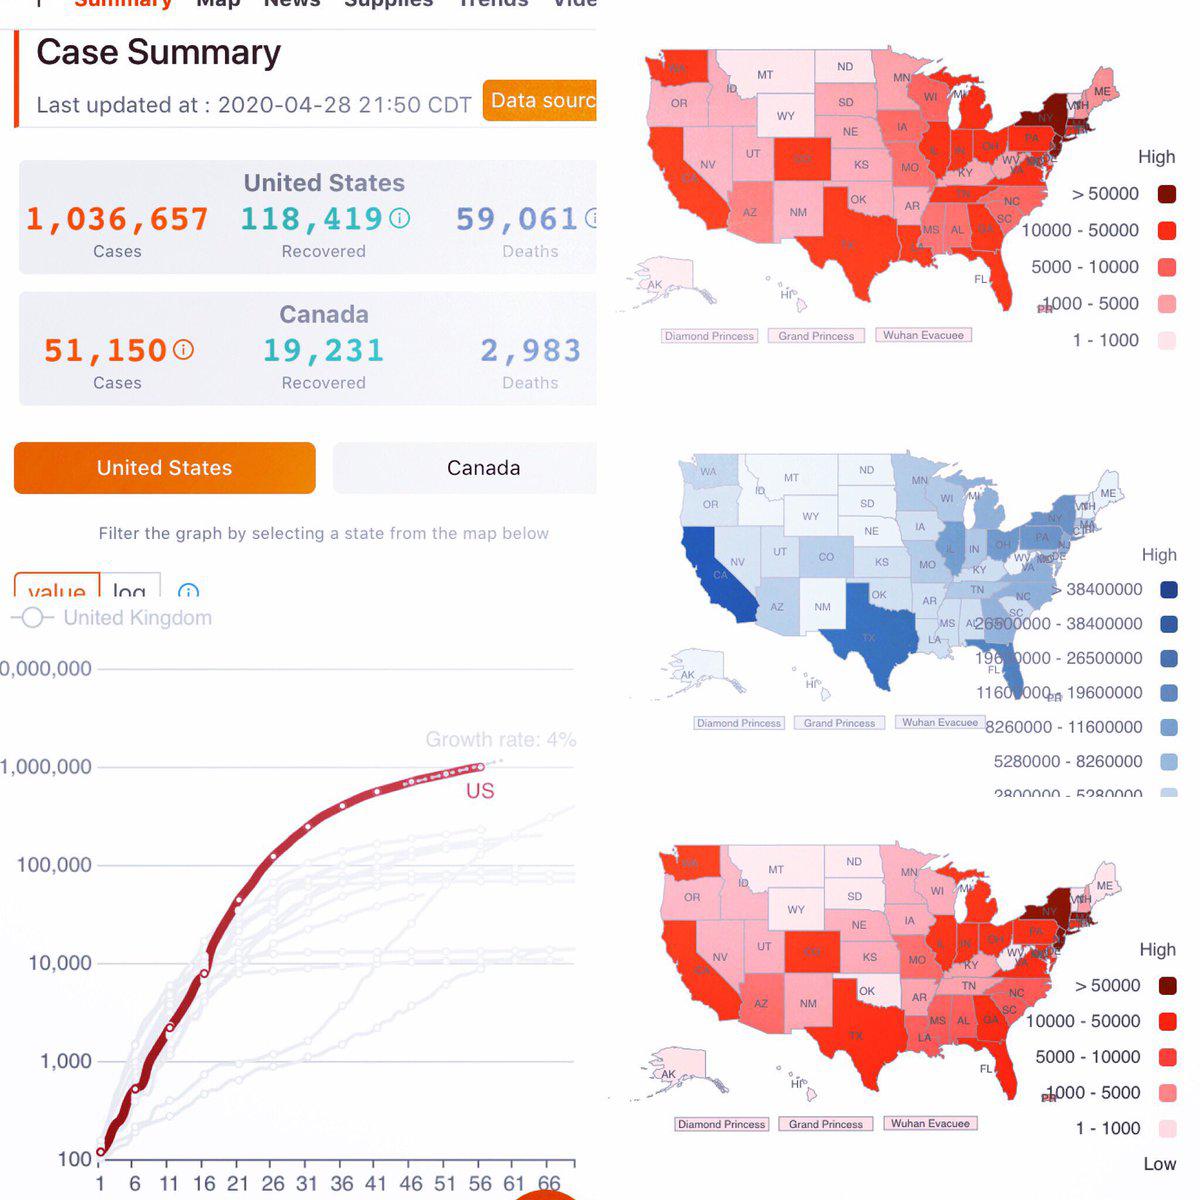 Summary Map News Supplies Trends
Case Summary
Last updated at : 2020-04-28 21:50 CDT
Data sourc
United States
1,036,657 118,419 59,061
Cases Recovered Deaths
Canada
51,150 19,231 2,983
Cases Recovered Deaths
United States Canada
Filter the graph by selecting a state from the map below
value log
United Kingdom
0,000,000
Growth rate: 4%
1,000,000
US
100,000
10,000
1,000
100
1 6 11 16 21 26 31 36 41 46 51 56 61 66
WA MT ND MN ME
OR ID SD WI MI NY NH
WY IA PA
NV UT NE IL IN OH
CA CO KS MO KY WV VA
AZ NM OK AR TN NC
TX LA MS AL GA SC
FL
AK HI PR
High
> 50000
10000 - 50000
5000 - 10000
1000 - 5000
1 - 1000
Diamond Princess Grand Princess Wuhan Evacuee
WA MT ND MN ME
OR ID SD WI MI NY NH
WY IA PA MA
NV UT NE IL IN OH NJ DE
CA CO KS MO KY WV VA
AZ NM OK AR TN NC
TX LA MS AL SC
FL
AK HI PR
High
> 38400000
26500000 - 38400000
19600000 - 26500000
11600000 - 19600000
8260000 - 11600000
5280000 - 8260000
2800000 - 5280000
Diamond Princess Grand Princess Wuhan Evacuee
WA MT ND MN ME
OR ID SD WI MI NY NH
WY IA PA
NV UT NE IL IN OH
CA CO KS MO KY WV VA
AZ NM OK AR TN NC
TX LA MS AL GA SC
FL
AK HI PR
High
> 50000
10000 - 50000
5000 - 10000
1000 - 5000
1 - 1000
Low
Diamond Princess Grand Princess Wuhan Evacuee